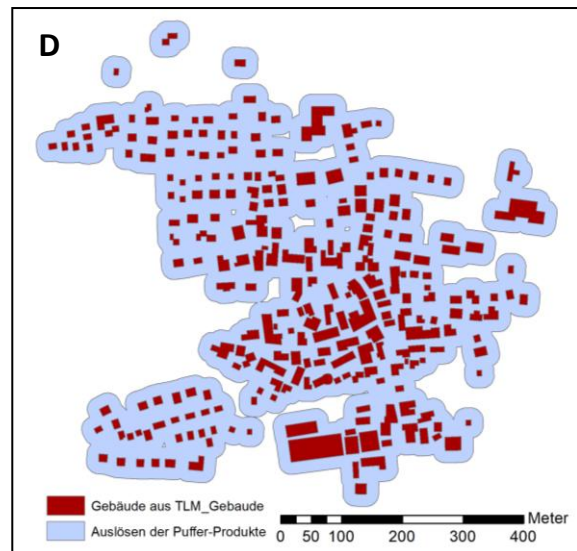 D
Gebäude aus TLM_Gebaude
Auslösen der Puffer-Produkte
Meter
0 50 100 200 300 400